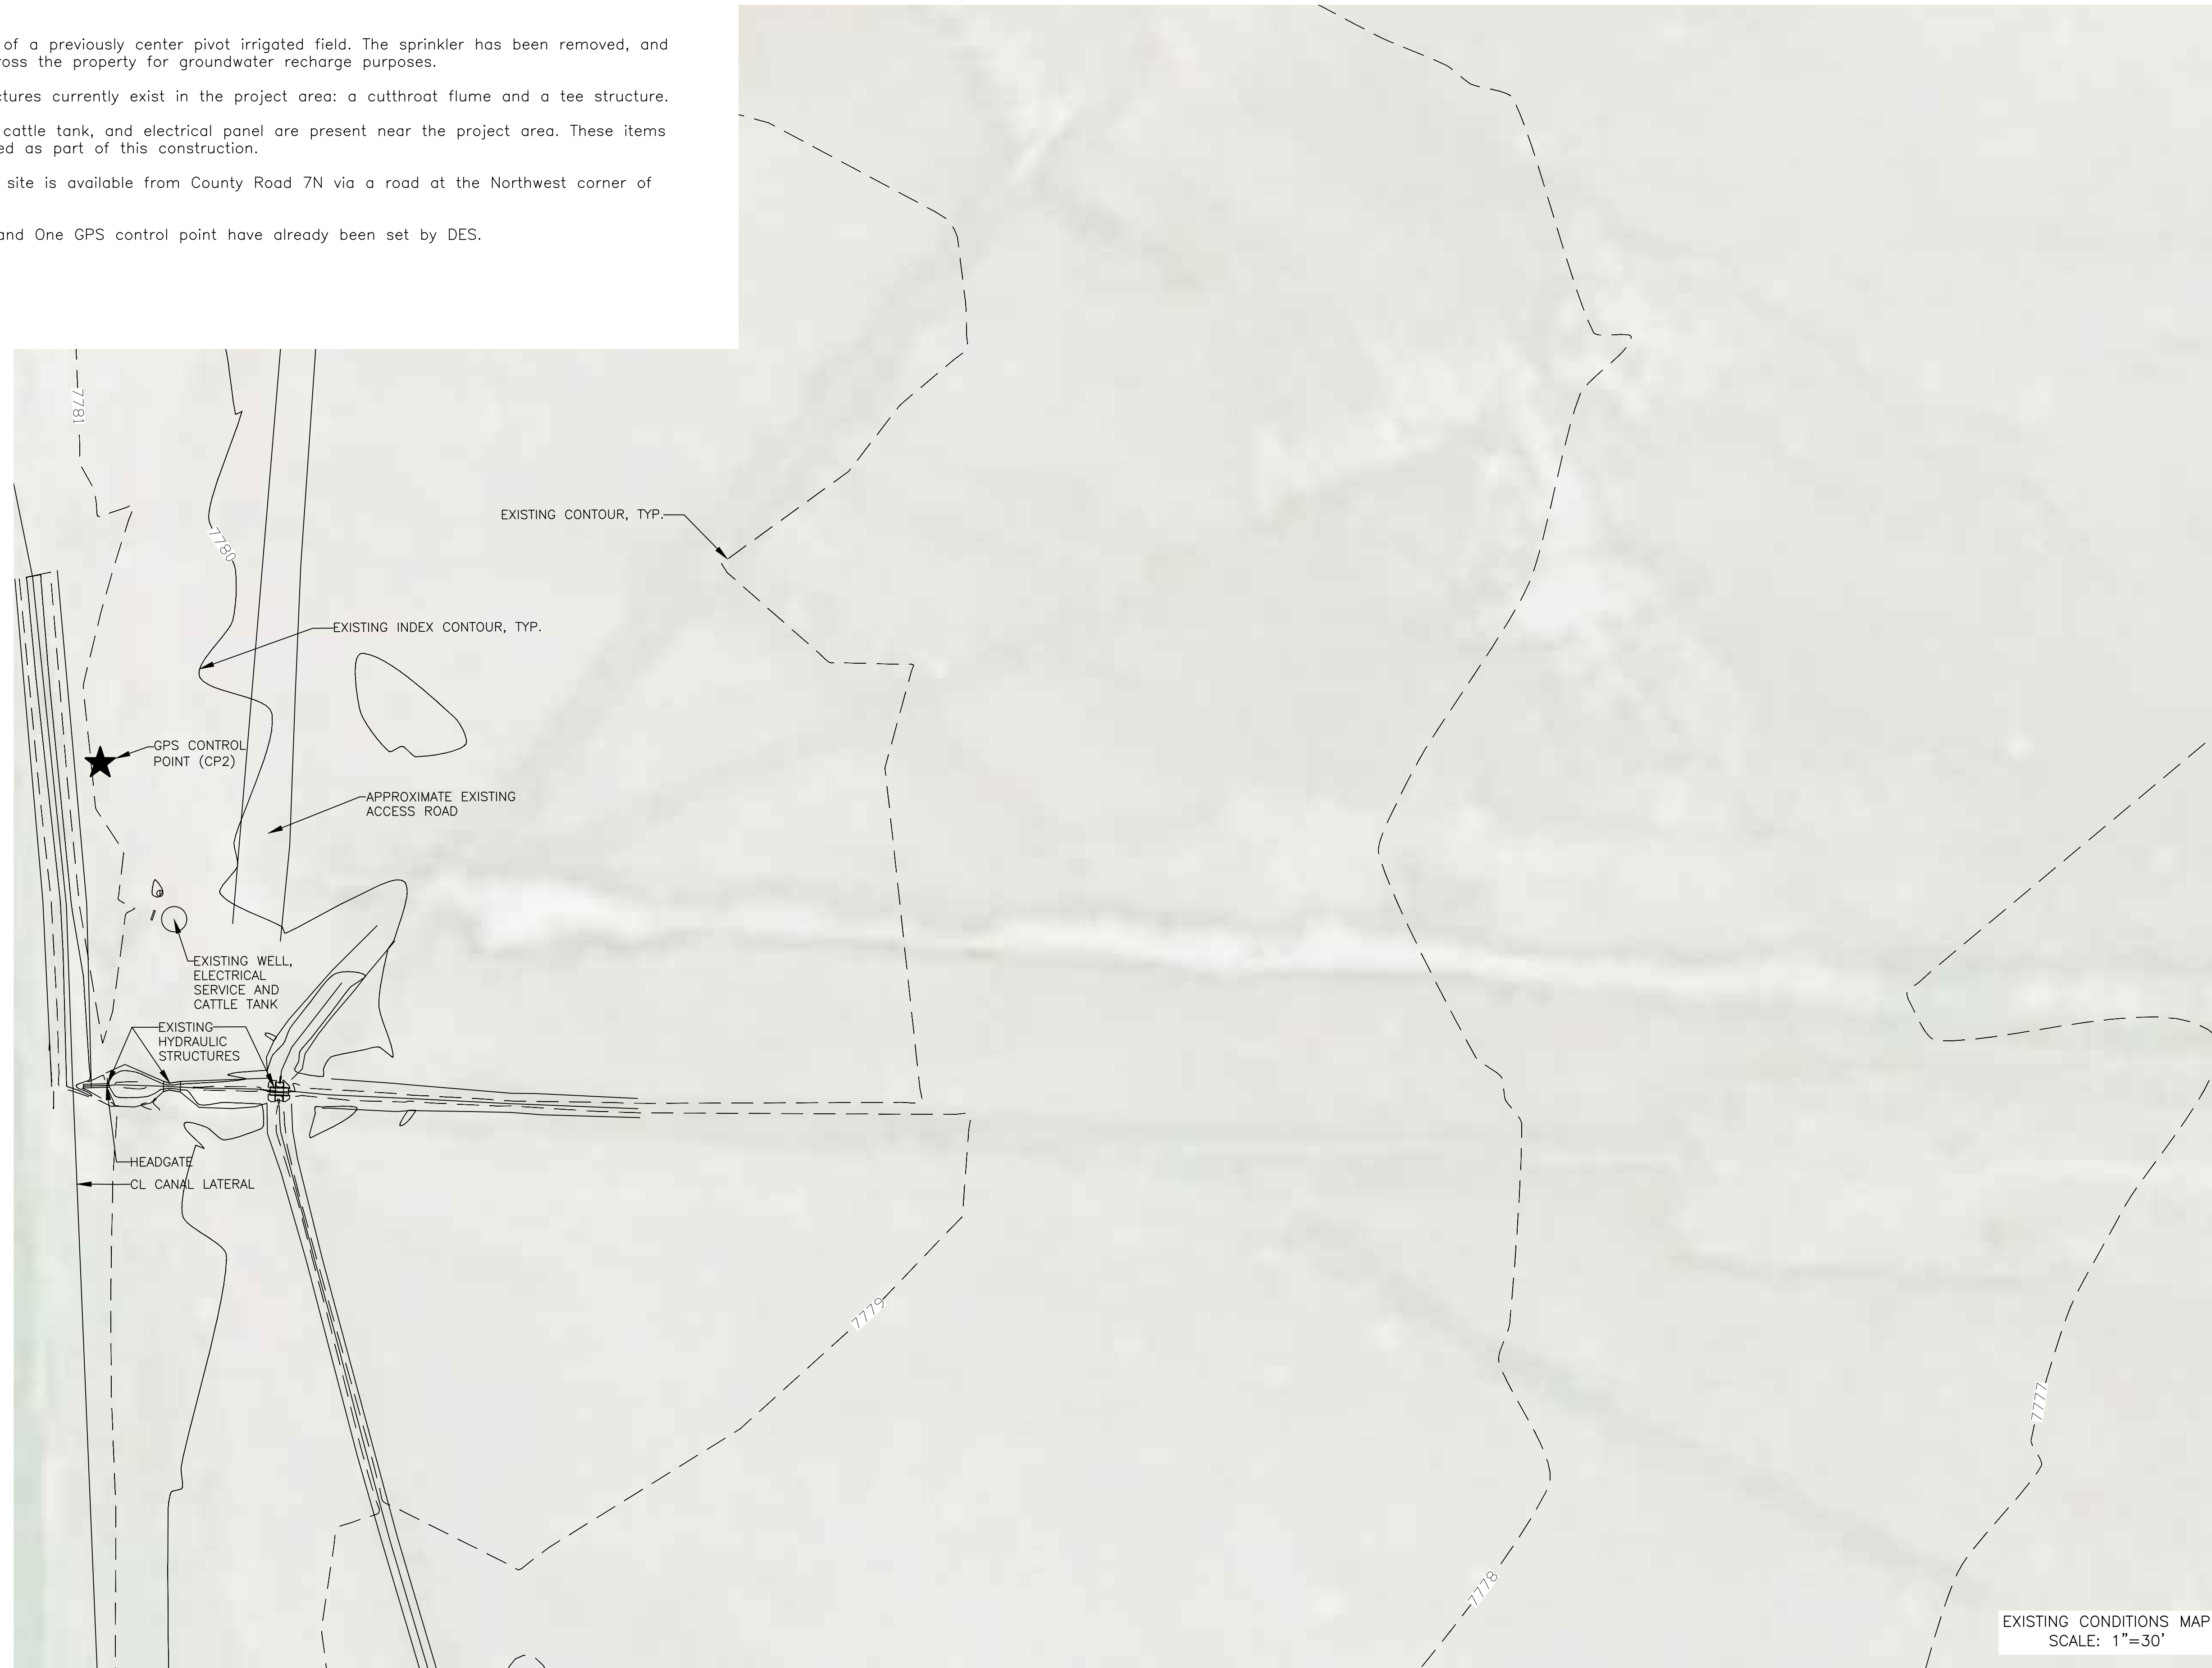 of a previously center pivot irrigated field. The sprinkler has been removed, and
ross the property for groundwater recharge purposes.
ctures currently exist in the project area: a cutthroat flume and a tee structure.
cattle tank, and electrical panel are present near the project area. These items
ed as part of this construction.
site is available from County Road 7N via a road at the Northwest corner of
and One GPS control point have already been set by DES.
7781
EXISTING CONTOUR, TYP.
7780
EXISTING INDEX CONTOUR, TYP.
GPS CONTROL
POINT (CP2)
APPROXIMATE EXISTING
ACCESS ROAD
EXISTING WELL,
ELECTRICAL
SERVICE AND
CATTLE TANK
EXISTING
HYDRAULIC
STRUCTURES
HEADGATE
CL CANAL LATERAL
7779
7777
7778
EXISTING CONDITIONS MAP
SCALE: 1"=30'